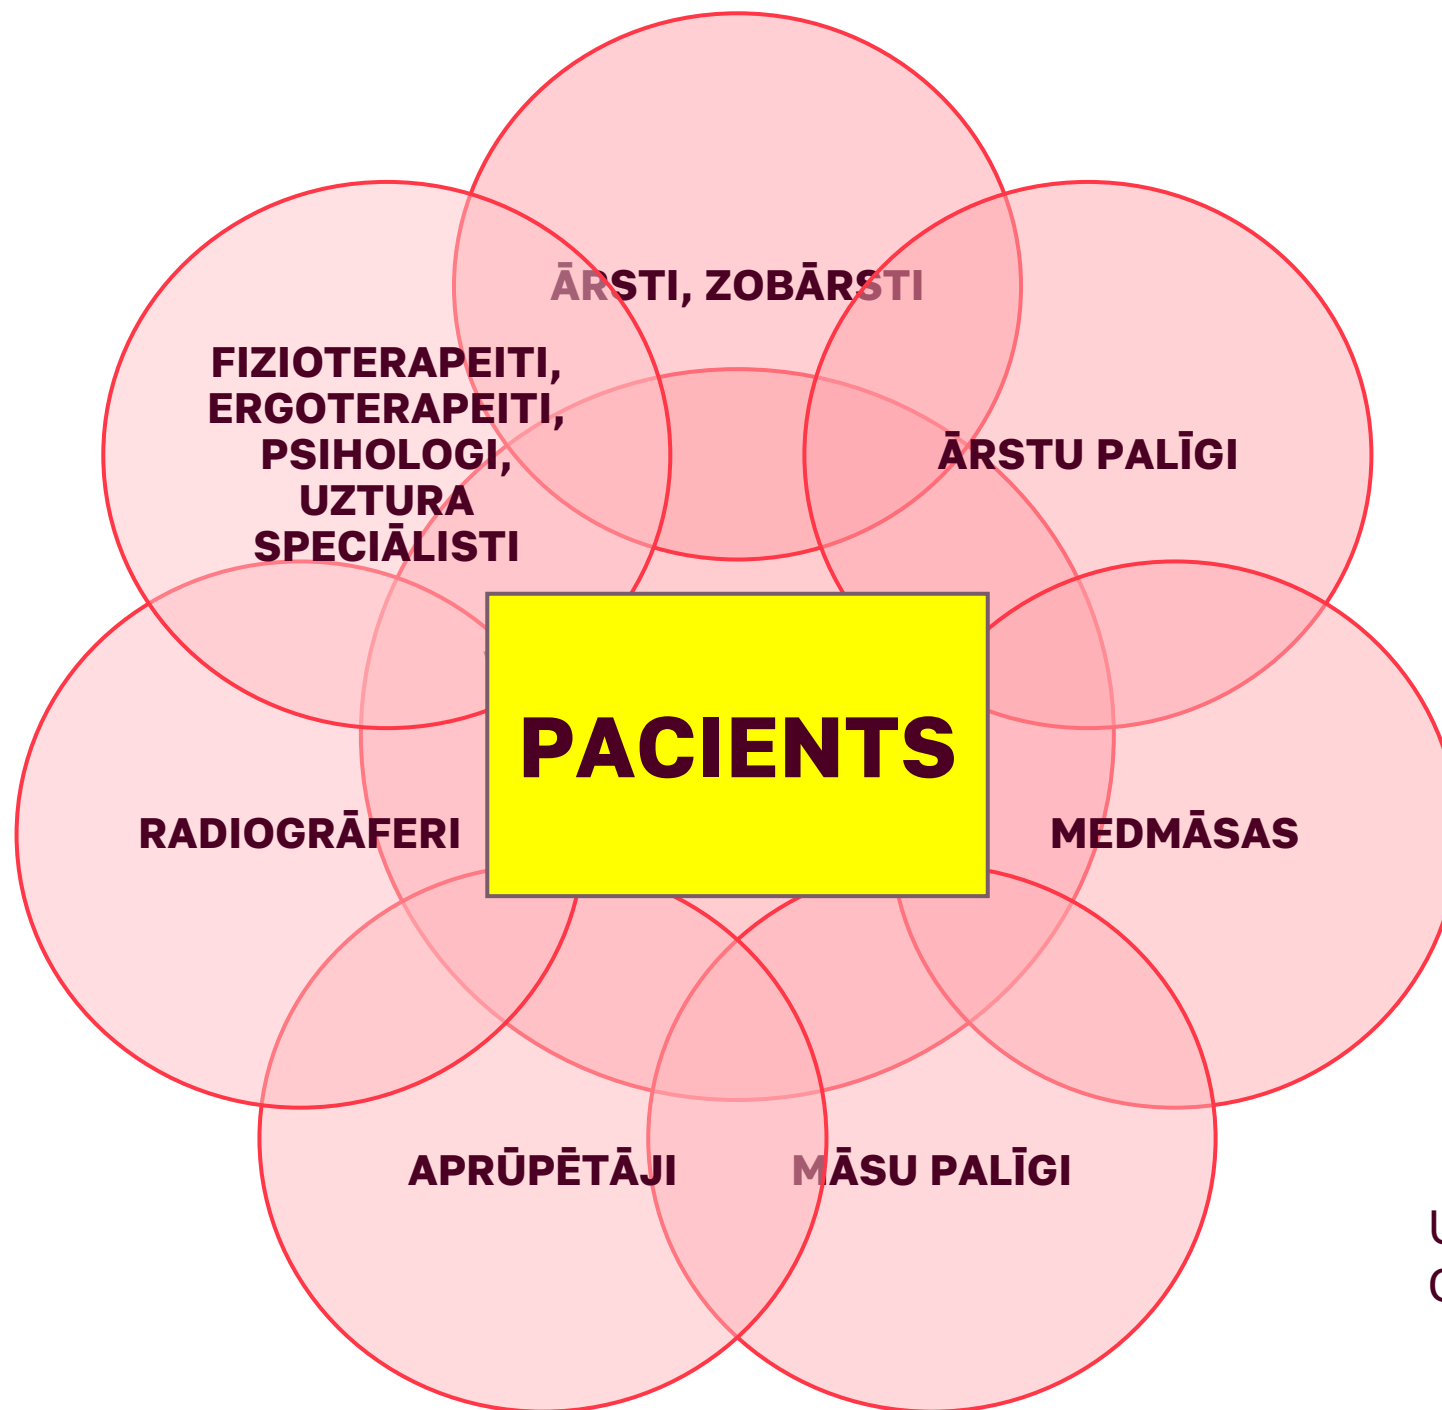 ĀRSTI, ZOBĀRSTI
FIZIOTERAPEITI,
ERGOTERAPEITI,
PSIHOLOGI,
UZTURA
SPECIĀLISTI
ĀRSTU PALĪGI
PACIENTS
RADIOGRĀFERI
MEDMĀSAS
APRŪPĒTĀJI
MĀSU PALĪGI